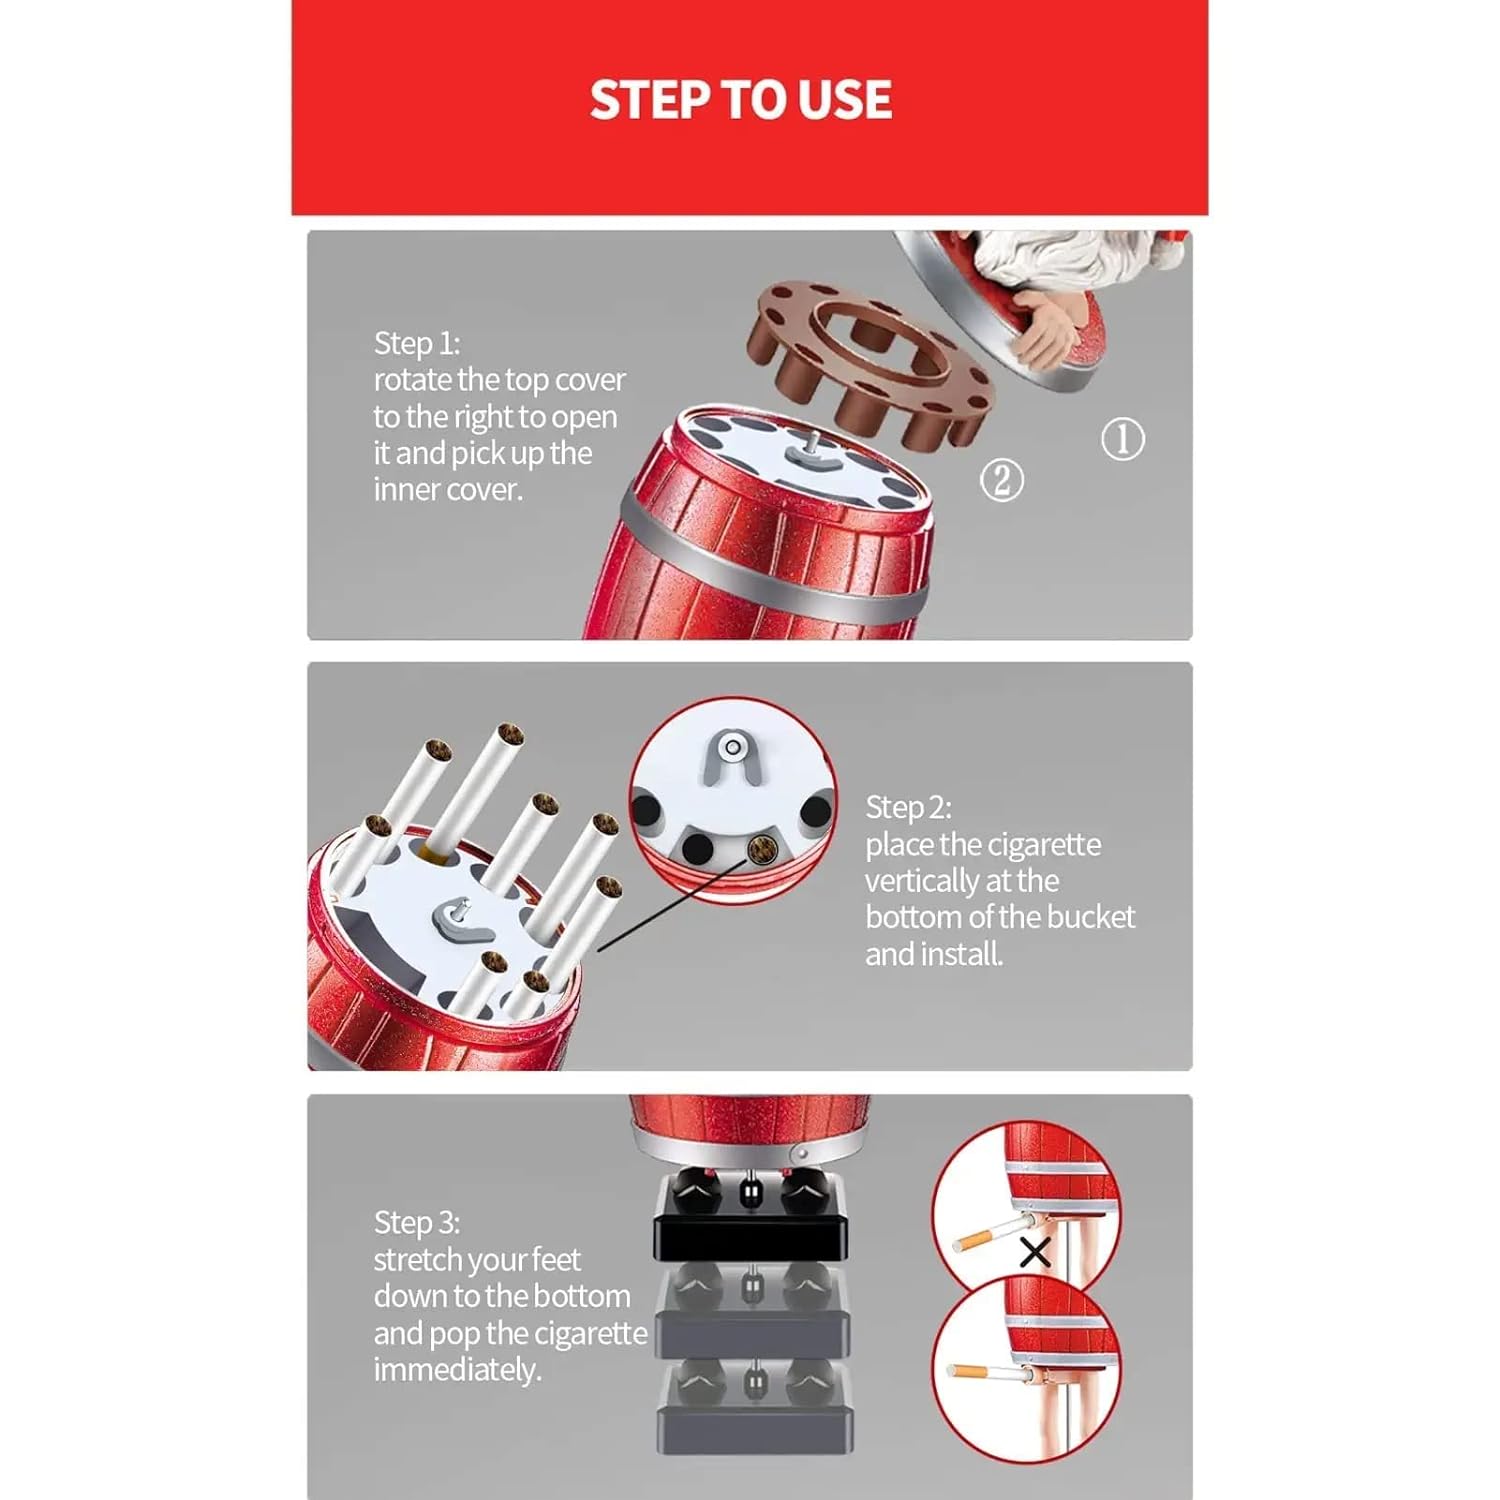 STEP TO USE
Step 1:
rotate the top cover
to the right to open
it and pick up the
inner cover.
①
②
Step 2:
place the cigarette
vertically at the
bottom of the bucket
and install.
Step 3:
stretch your feet
down to the bottom
and pop the cigarette
immediately.